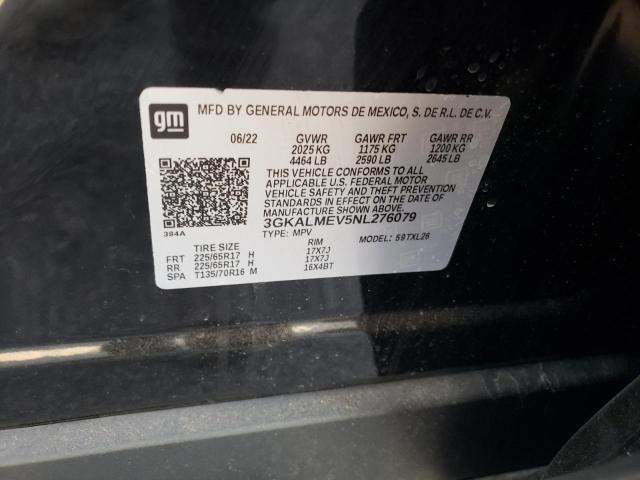 gm
MFD BY GENERAL MOTORS DE MEXICO, S. DE R.L. DE C.V.
06/22 GVWR GAWR FRT GAWR RR
2025 KG 1175 KG 1200 KG
4464 LB 2590 LB 2645 LB
THIS VEHICLE CONFORMS TO ALL
APPLICABLE U.S. FEDERAL MOTOR
VEHICLE SAFETY AND THEFT PREVENTION
STANDARDS IN EFFECT ON THE DATE OF
MANUFACTURE SHOWN ABOVE.
3GKALMEV5NL276079
384A
TYPE: MPV MODEL: S9TXL26
TIRE SIZE RIM
FRT 225/65R17 H 17X7J
RR 225/65R17 H 17X7J
SPA T135/70R16 M 16X4BT